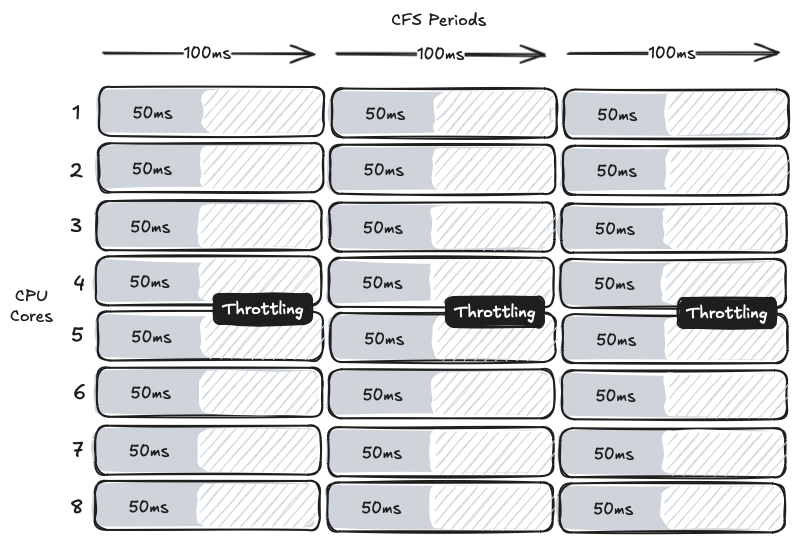 CFS Periods
100ms 100ms 100ms
1 50ms 50ms 50ms
2 50ms 50ms 50ms
3 50ms 50ms 50ms
4 50ms 50ms 50ms
CPU
Cores
Throttling Throttling Throttling
5 50ms 50ms 50ms
6 50ms 50ms 50ms
7 50ms 50ms 50ms
8 50ms 50ms 50ms